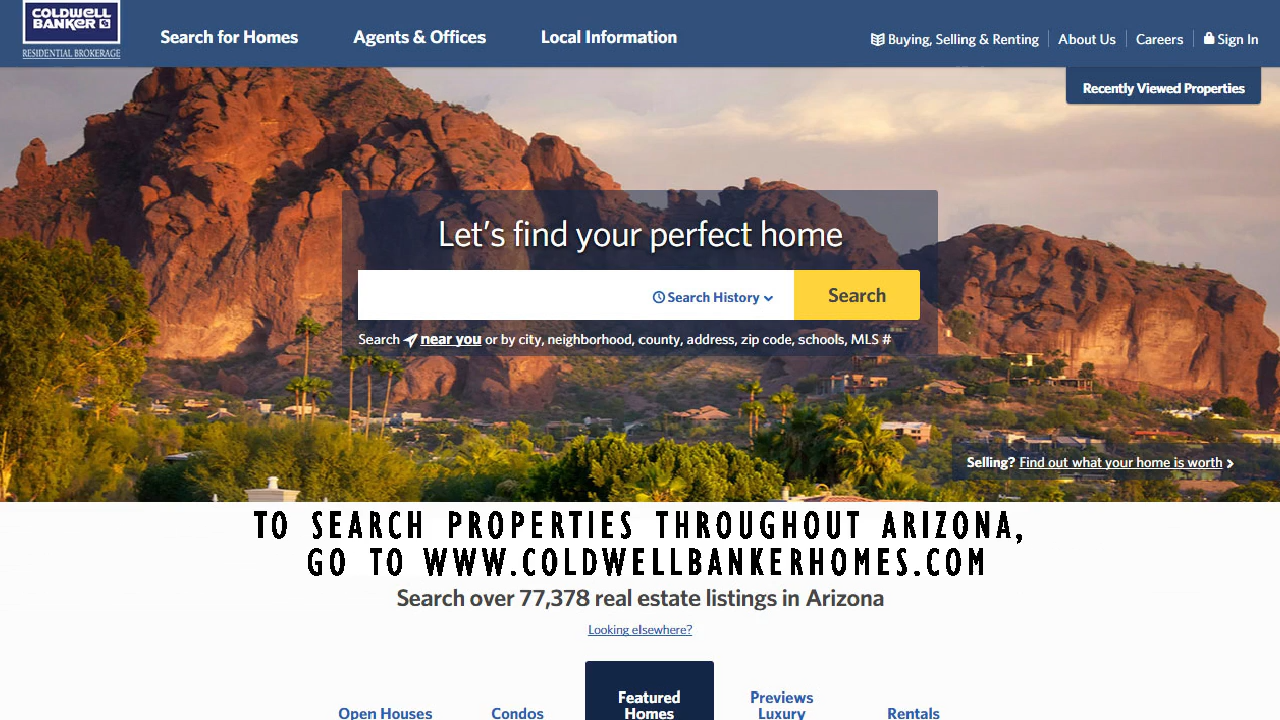 COLDWELL
BANKER CB
RESIDENTIAL BROKERAGE
Search for Homes
Agents & Offices
Local Information
Buying, Selling & Renting
About Us
Careers
Sign In
Recently Viewed Properties
Let's find your perfect home
Search History
Search
Search near you or by city, neighborhood, county, address, zip code, schools, MLS #
Selling? Find out what your home is worth
TO SEARCH PROPERTIES THROUGHOUT ARIZONA,
GO TO WWW.COLDWELLBANKERHOMES.COM
Search over 77,378 real estate listings in Arizona
Looking elsewhere?
Open Houses
Condos
Featured
Homes
Previews
Luxury
Rentals